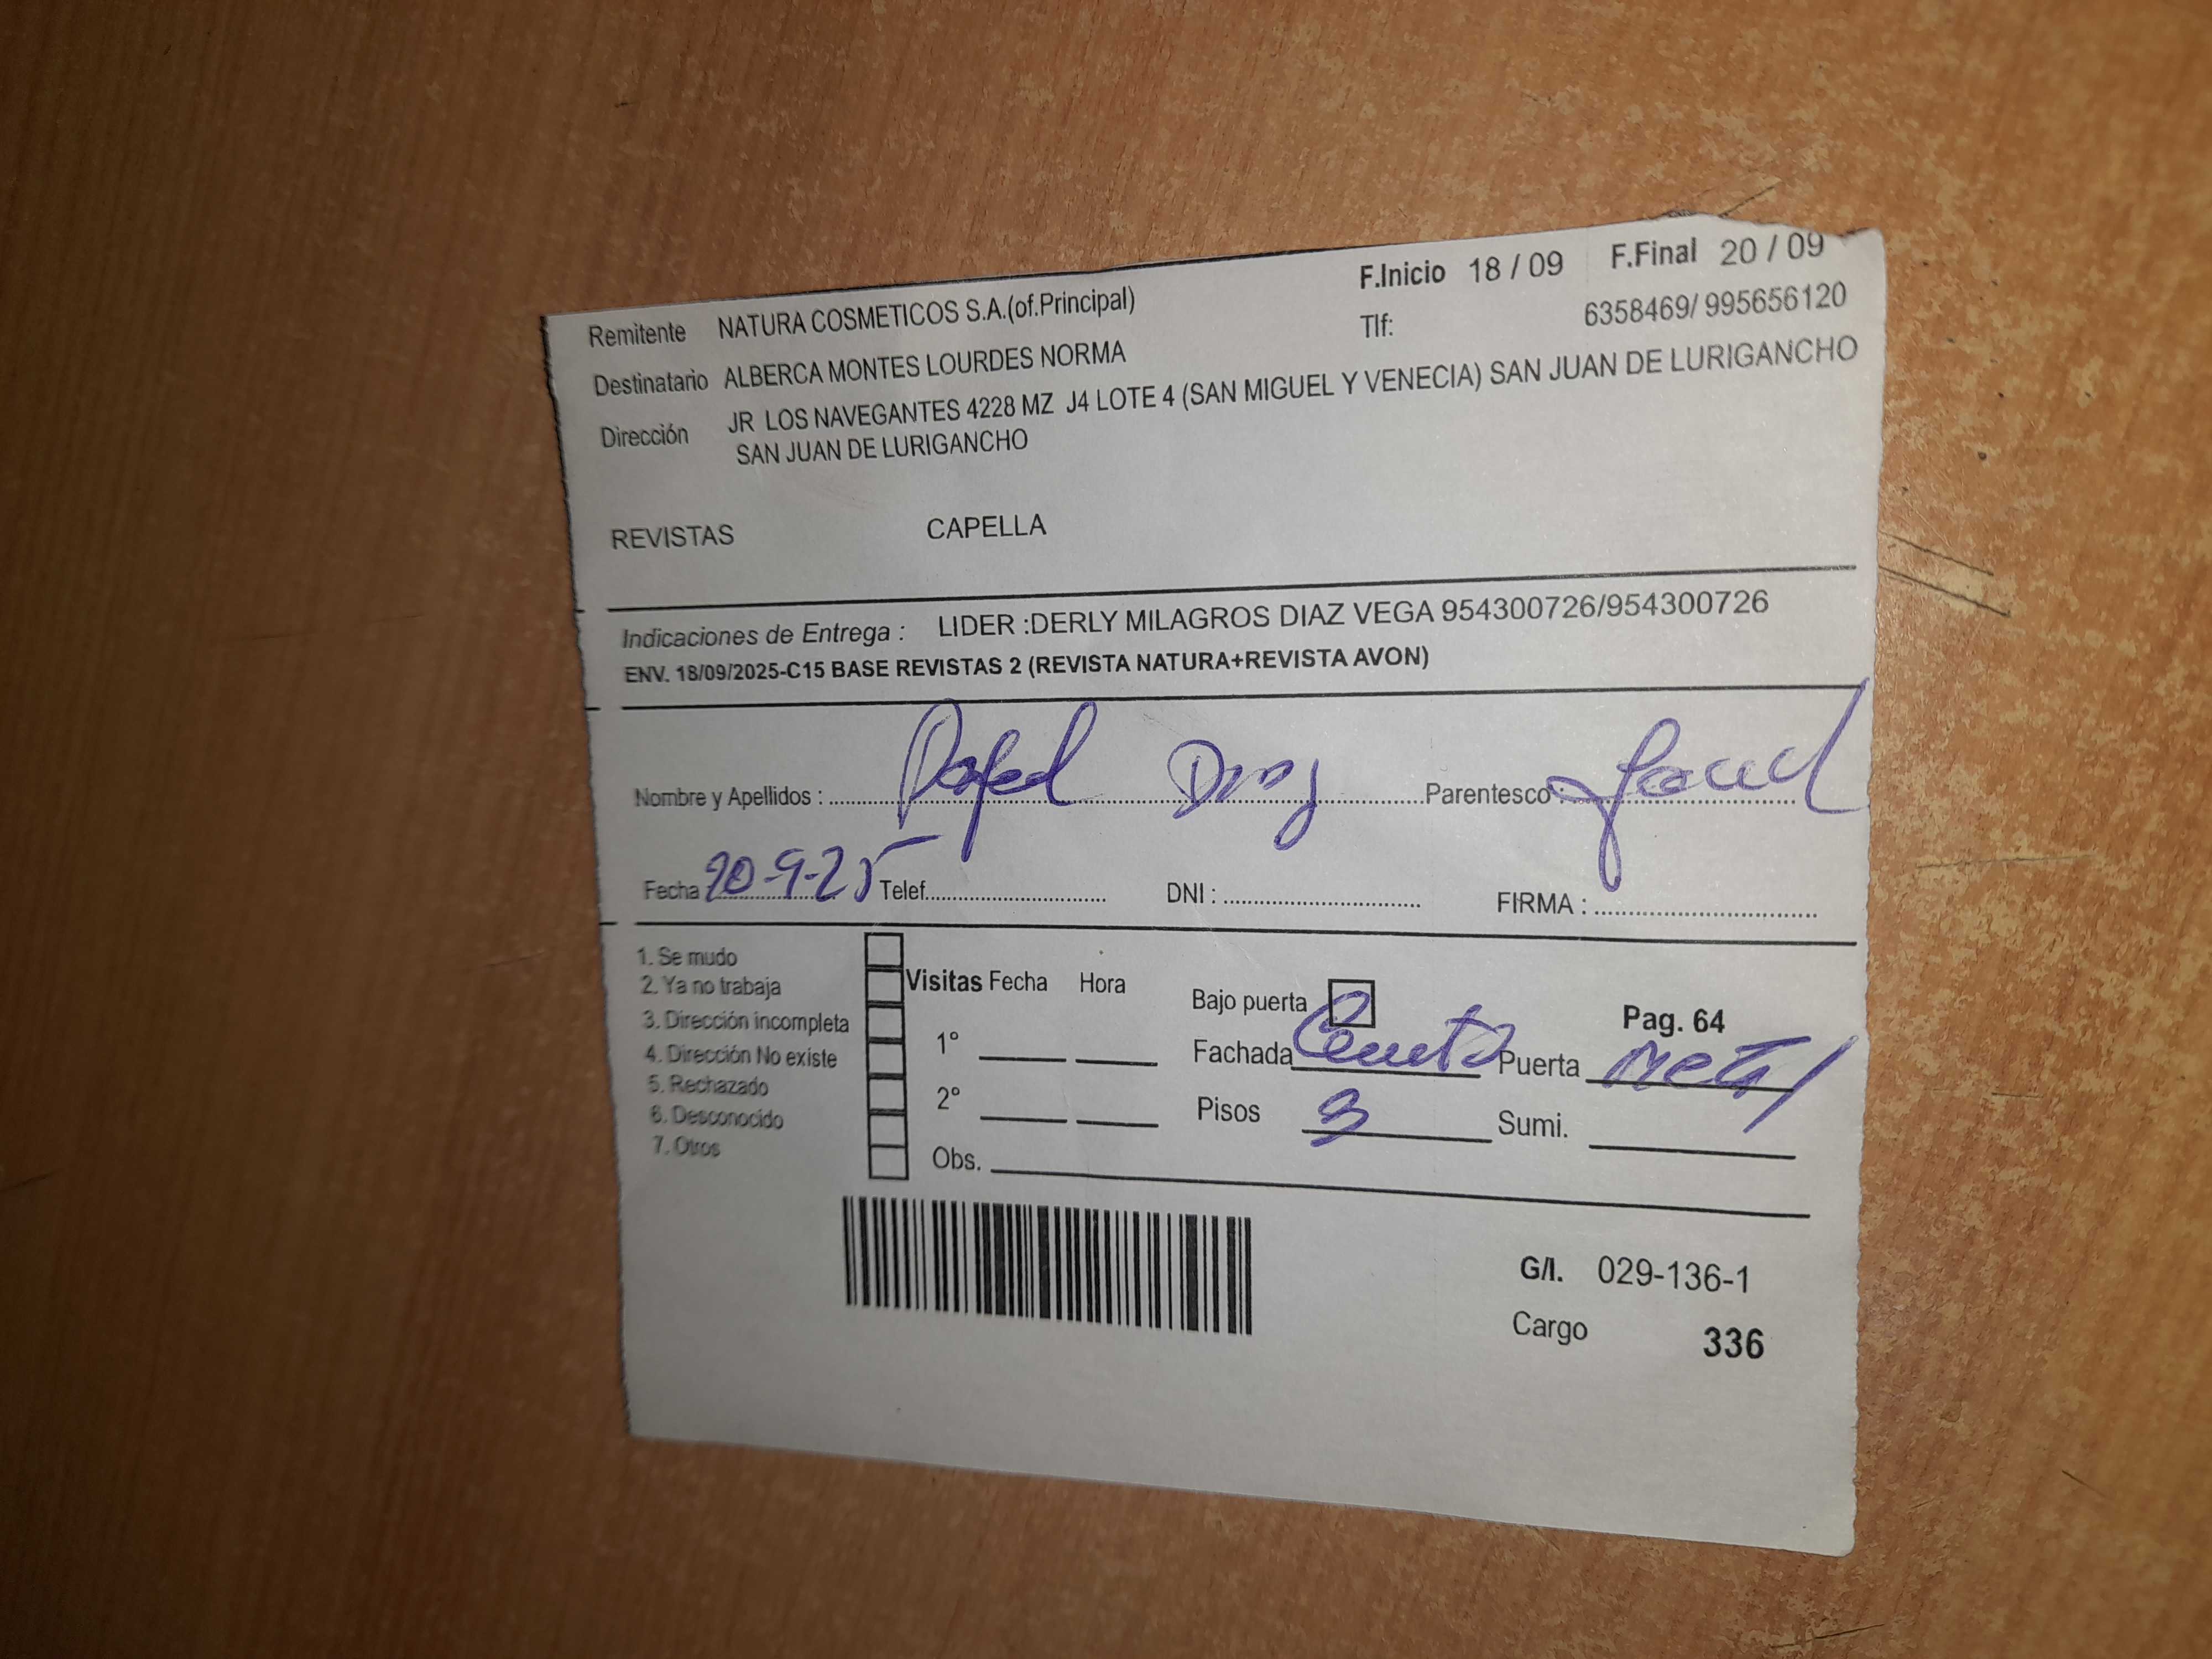 F.Inicio 18 / 09 F.Final 20 / 09
Remitente NATURA COSMETICOS S.A.(of.Principal) Tlf: 6358469/ 995656120
Destinatario ALBERCA MONTES LOURDES NORMA
Dirección JR LOS NAVEGANTES 4228 MZ J4 LOTE 4 (SAN MIGUEL Y VENECIA) SAN JUAN DE LURIGANCHO
SAN JUAN DE LURIGANCHO
REVISTAS CAPELLA
Indicaciones de Entrega : LIDER :DERLY MILAGROS DIAZ VEGA 954300726/954300726
ENV. 18/09/2025-C15 BASE REVISTAS 2 (REVISTA NATURA+REVISTA AVON)
Nombre y Apellidos : Parentesco :
Fecha 20-9-25 Telef. DNI : FIRMA :
1. Se mudo
2. Ya no trabaja
3. Dirección incompleta
4. Dirección No existe
5. Rechazado
6. Desconocido
7. Otros
Visitas Fecha Hora
1º
2º
Obs.
Bajo puerta Pag. 64
Fachada Puerta Metal
Pisos 3 Sumi.
G/I. 029-136-1
Cargo 336